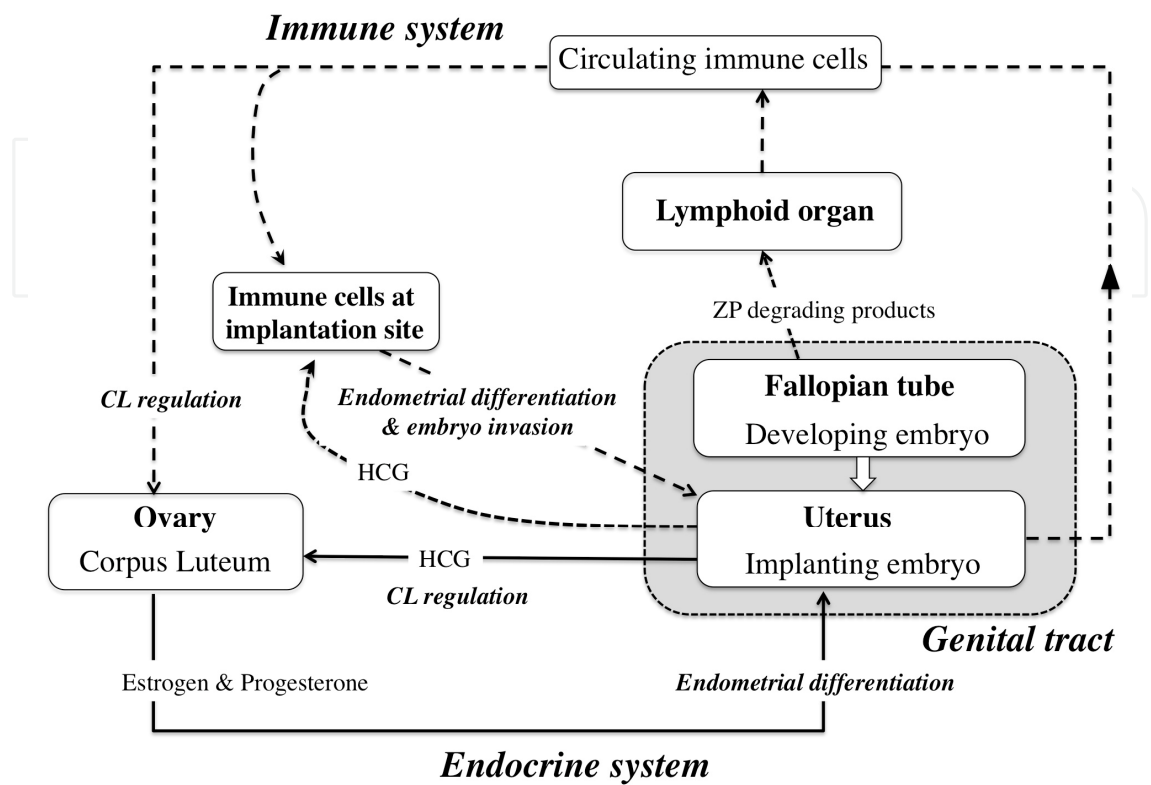 Immune system
Circulating immune cells
Lymphoid organ
Immune cells at
implantation site
ZP degrading products
Fallopian tube
Developing embryo
CL regulation
Endometrial differentiation
& embryo invasion
HCG
Ovary
Corpus Luteum
Uterus
Implanting embryo
HCG
CL regulation
Genital tract
Estrogen & Progesterone
Endometrial differentiation
Endocrine system